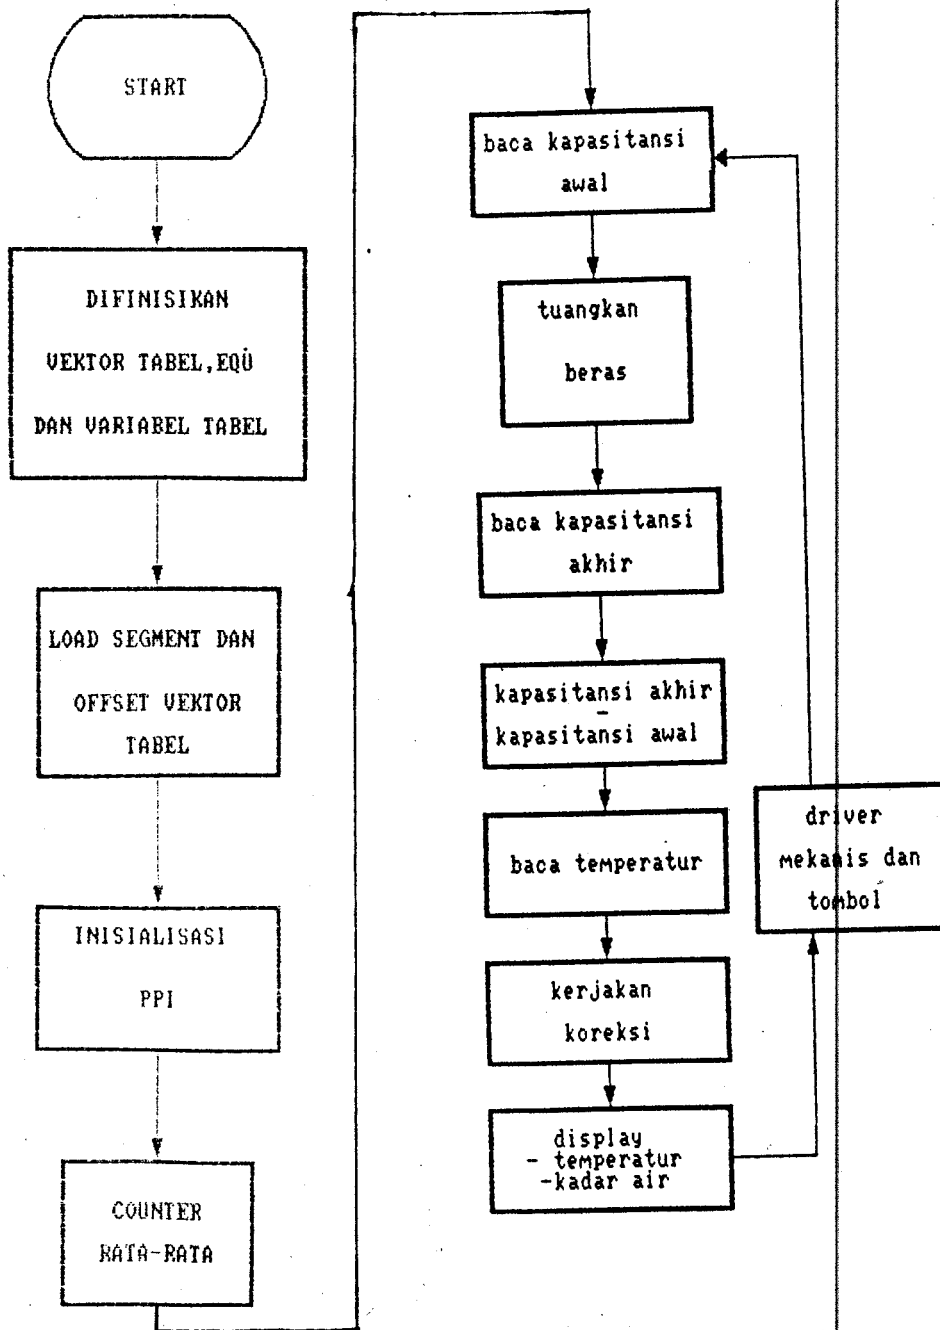 START
DIFINISIKAN
VEKTOR TABEL,EQU
DAN VARIABEL TABEL
LOAD SEGMENT DAN
OFFSET VEKTOR
TABEL
INISIALISASI
PPI
COUNTER
RATA-RATA
baca kapasitansi
awal
tuangkan
beras
baca kapasitansi
akhir
kapasitansi akhir
-
kapasitansi awal
baca temperatur
kerjakan
koreksi
display
- temperatur
-kadar air
driver
mekanis dan
tombol